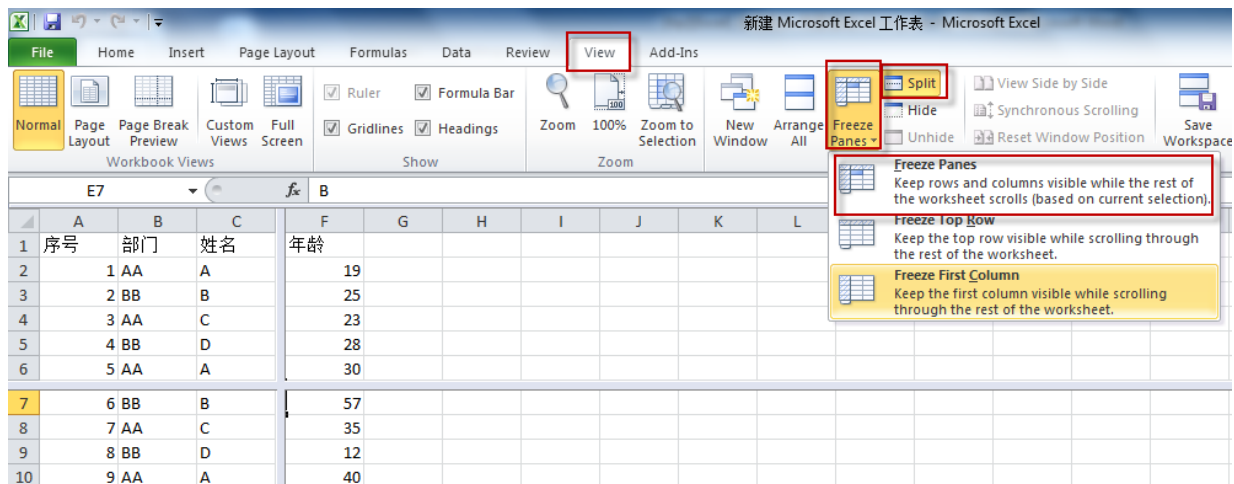 新建 Microsoft Excel 工作表 - Microsoft Excel
File Home Insert Page Layout Formulas Data Review View Add-Ins
Normal Page Layout Page Break Preview Custom Views Full Screen
Workbook Views
Ruler Formula Bar
Gridlines Headings
Show
Zoom 100% Zoom to Selection
Zoom
New Window Arrange All Freeze Panes
Split
Hide
Unhide
View Side by Side
Synchronous Scrolling
Reset Window Position
Save Workspace
Freeze Panes
Keep rows and columns visible while the rest of
the worksheet scrolls (based on current selection).
Freeze Top Row
Keep the top row visible while scrolling through
the rest of the worksheet.
Freeze First Column
Keep the first column visible while scrolling
through the rest of the worksheet.
E7 fx B
A B C F G H I J K L
1 序号 部门 姓名 年龄
2 1 AA A 19
3 2 BB B 25
4 3 AA C 23
5 4 BB D 28
6 5 AA A 30
7 6 BB B 57
8 7 AA C 35
9 8 BB D 12
10 9 AA A 40